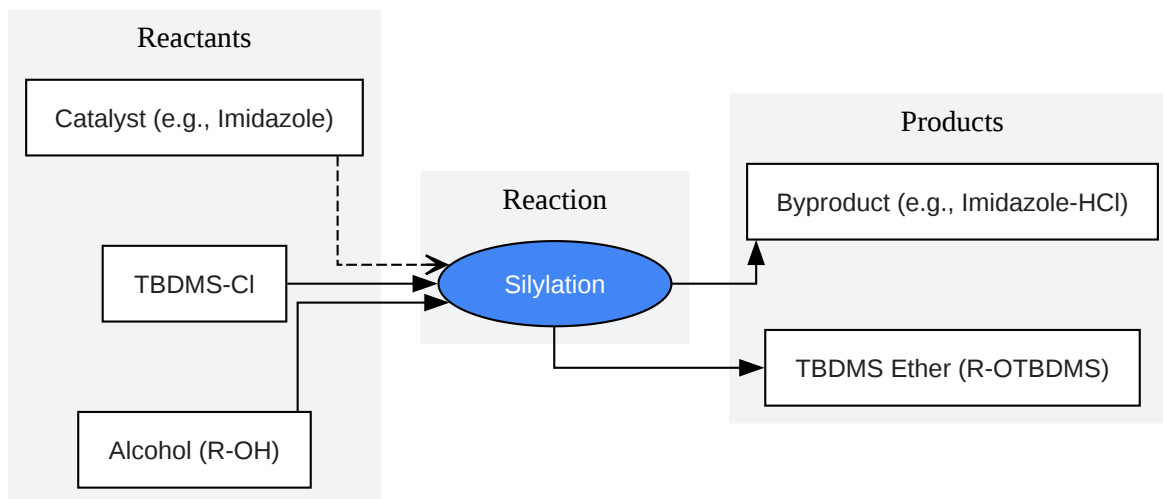 Reactants
Catalyst (e.g., Imidazole)
TBDMS-Cl
Alcohol (R-OH)
Reaction
Silylation
Products
Byproduct (e.g., Imidazole-HCl)
TBDMS Ether (R-OTBDMS)